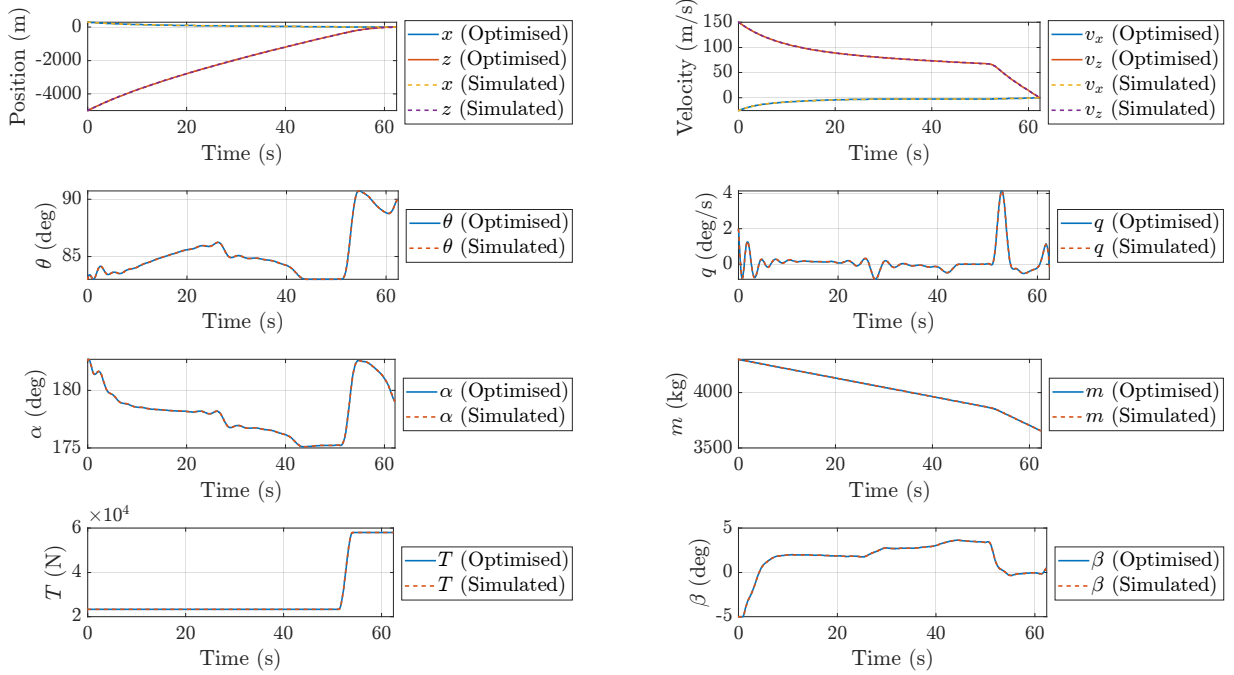 Position (m)
0
-2000
-4000
0 20 40 60
Time (s)
x (Optimised)
z (Optimised)
x (Simulated)
z (Simulated)
Velocity (m/s)
150
100
50
0
0 20 40 60
Time (s)
v_x (Optimised)
v_z (Optimised)
v_x (Simulated)
v_z (Simulated)
θ (deg)
90
85
0 20 40 60
Time (s)
θ (Optimised)
θ (Simulated)
q (deg/s)
4
2
0
0 20 40 60
Time (s)
q (Optimised)
q (Simulated)
α (deg)
180
175
0 20 40 60
Time (s)
α (Optimised)
α (Simulated)
m (kg)
4000
3500
0 20 40 60
Time (s)
m (Optimised)
m (Simulated)
×10⁴
T (N)
6
4
2
0 20 40 60
Time (s)
T (Optimised)
T (Simulated)
β (deg)
5
0
-5
0 20 40 60
Time (s)
β (Optimised)
β (Simulated)